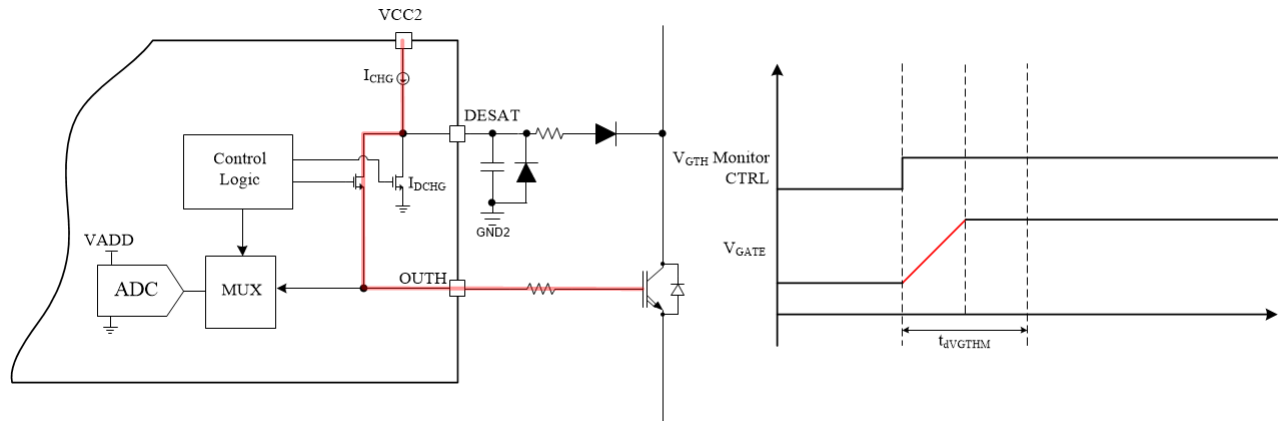 VCC2
ICHG
DESAT
Control
Logic
IDCHG
GND2
VADD
ADC
MUX
OUTH
VGTH Monitor
CTRL
VGATE
tdVGTHM